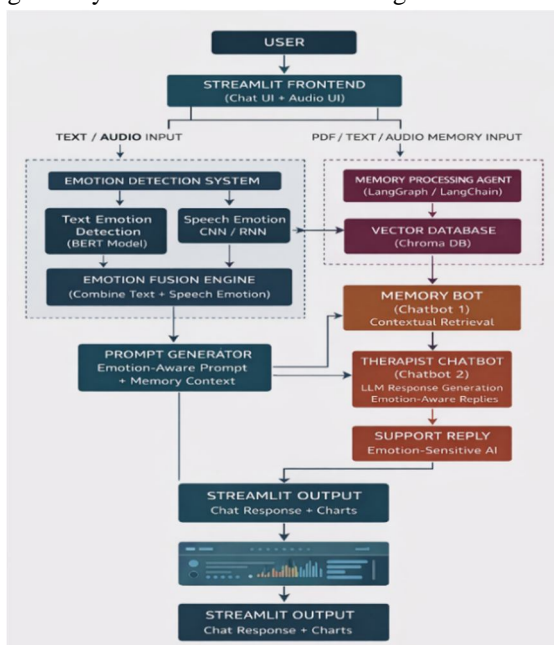 USER
STREAMLIT FRONTEND
(Chat UI + Audio UI)
TEXT / AUDIO INPUT
PDF / TEXT / AUDIO MEMORY INPUT
EMOTION DETECTION SYSTEM
Text Emotion
Detection
(BERT Model)
Speech Emotion
CNN / RNN
EMOTION FUSION ENGINE
(Combine Text + Speech Emotion)
MEMORY PROCESSING AGENT
(LangGraph / LangChain)
VECTOR DATABASE
(Chroma DB)
MEMORY BOT
(Chatbot 1)
Contextual Retrieval
PROMPT GENERATOR
Emotion-Aware Prompt
+ Memory Context
THERAPIST CHATBOT
(Chatbot 2)
LLM Response Generation
Emotion-Aware Replies
SUPPORT REPLY
Emotion-Sensitive AI
STREAMLIT OUTPUT
Chat Response + Charts
STREAMLIT OUTPUT
Chat Response + Charts